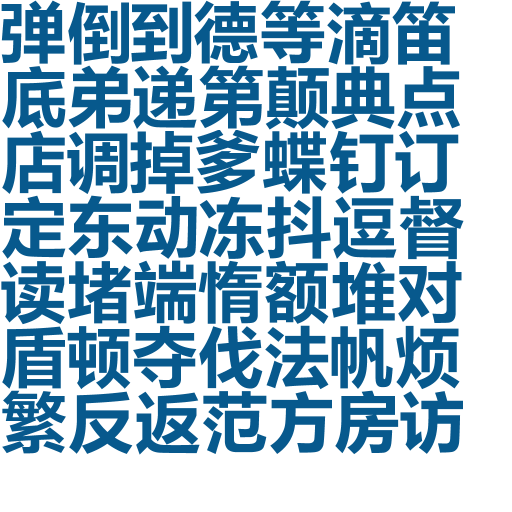 弹倒到德等滴笛
底弟递第颠典点
店调掉爹蝶钉订
定东动冻抖逗督
读堵端惰额堆对
盾顿夺伐法帆烦
繁反返范方房访